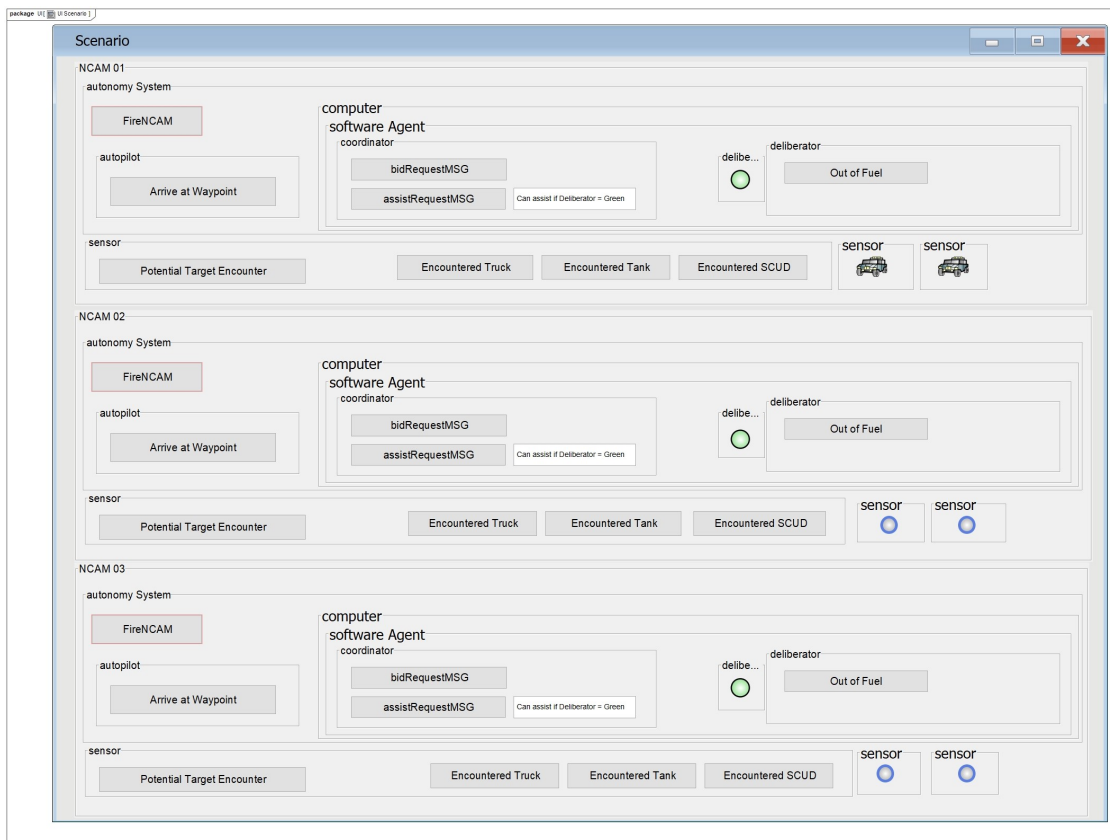 package UI[ UI Scenario ]
Scenario
NCAM 01
autonomy System
FireNCAM
computer
software Agent
coordinator
autopilot
delibe...
deliberator
bidRequestMSG
Out of Fuel
Arrive at Waypoint
assistRequestMSG
Can assist if Deliberator = Green
sensor
sensor
sensor
Potential Target Encounter
Encountered Truck
Encountered Tank
Encountered SCUD
NCAM 02
autonomy System
FireNCAM
computer
software Agent
coordinator
autopilot
delibe...
deliberator
bidRequestMSG
Out of Fuel
Arrive at Waypoint
assistRequestMSG
Can assist if Deliberator = Green
sensor
sensor
sensor
Potential Target Encounter
Encountered Truck
Encountered Tank
Encountered SCUD
NCAM 03
autonomy System
FireNCAM
computer
software Agent
coordinator
autopilot
delibe...
deliberator
bidRequestMSG
Out of Fuel
Arrive at Waypoint
assistRequestMSG
Can assist if Deliberator = Green
sensor
sensor
sensor
Potential Target Encounter
Encountered Truck
Encountered Tank
Encountered SCUD